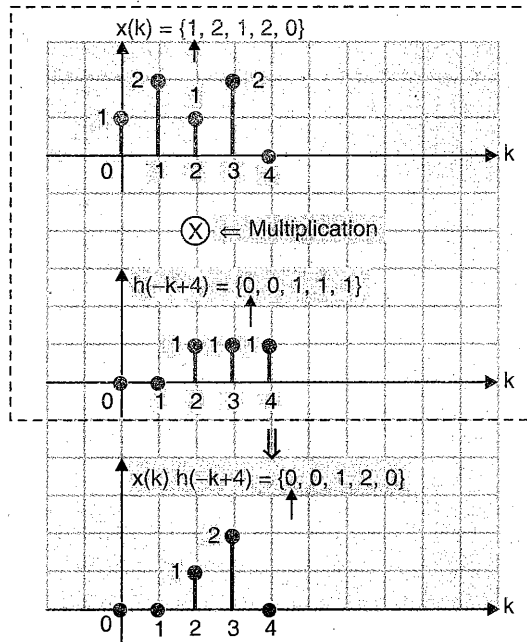 x(k) = {1, 2, 1, 2, 0}
2 2
1 1
0 1 2 3 4 k
X ⇐ Multiplication
h(–k+4) = {0, 0, 1, 1, 1}
1 1 1
0 1 2 3 4 k
⇓
x(k) h(–k+4) = {0, 0, 1, 2, 0}
2
1
0 1 2 3 4 k